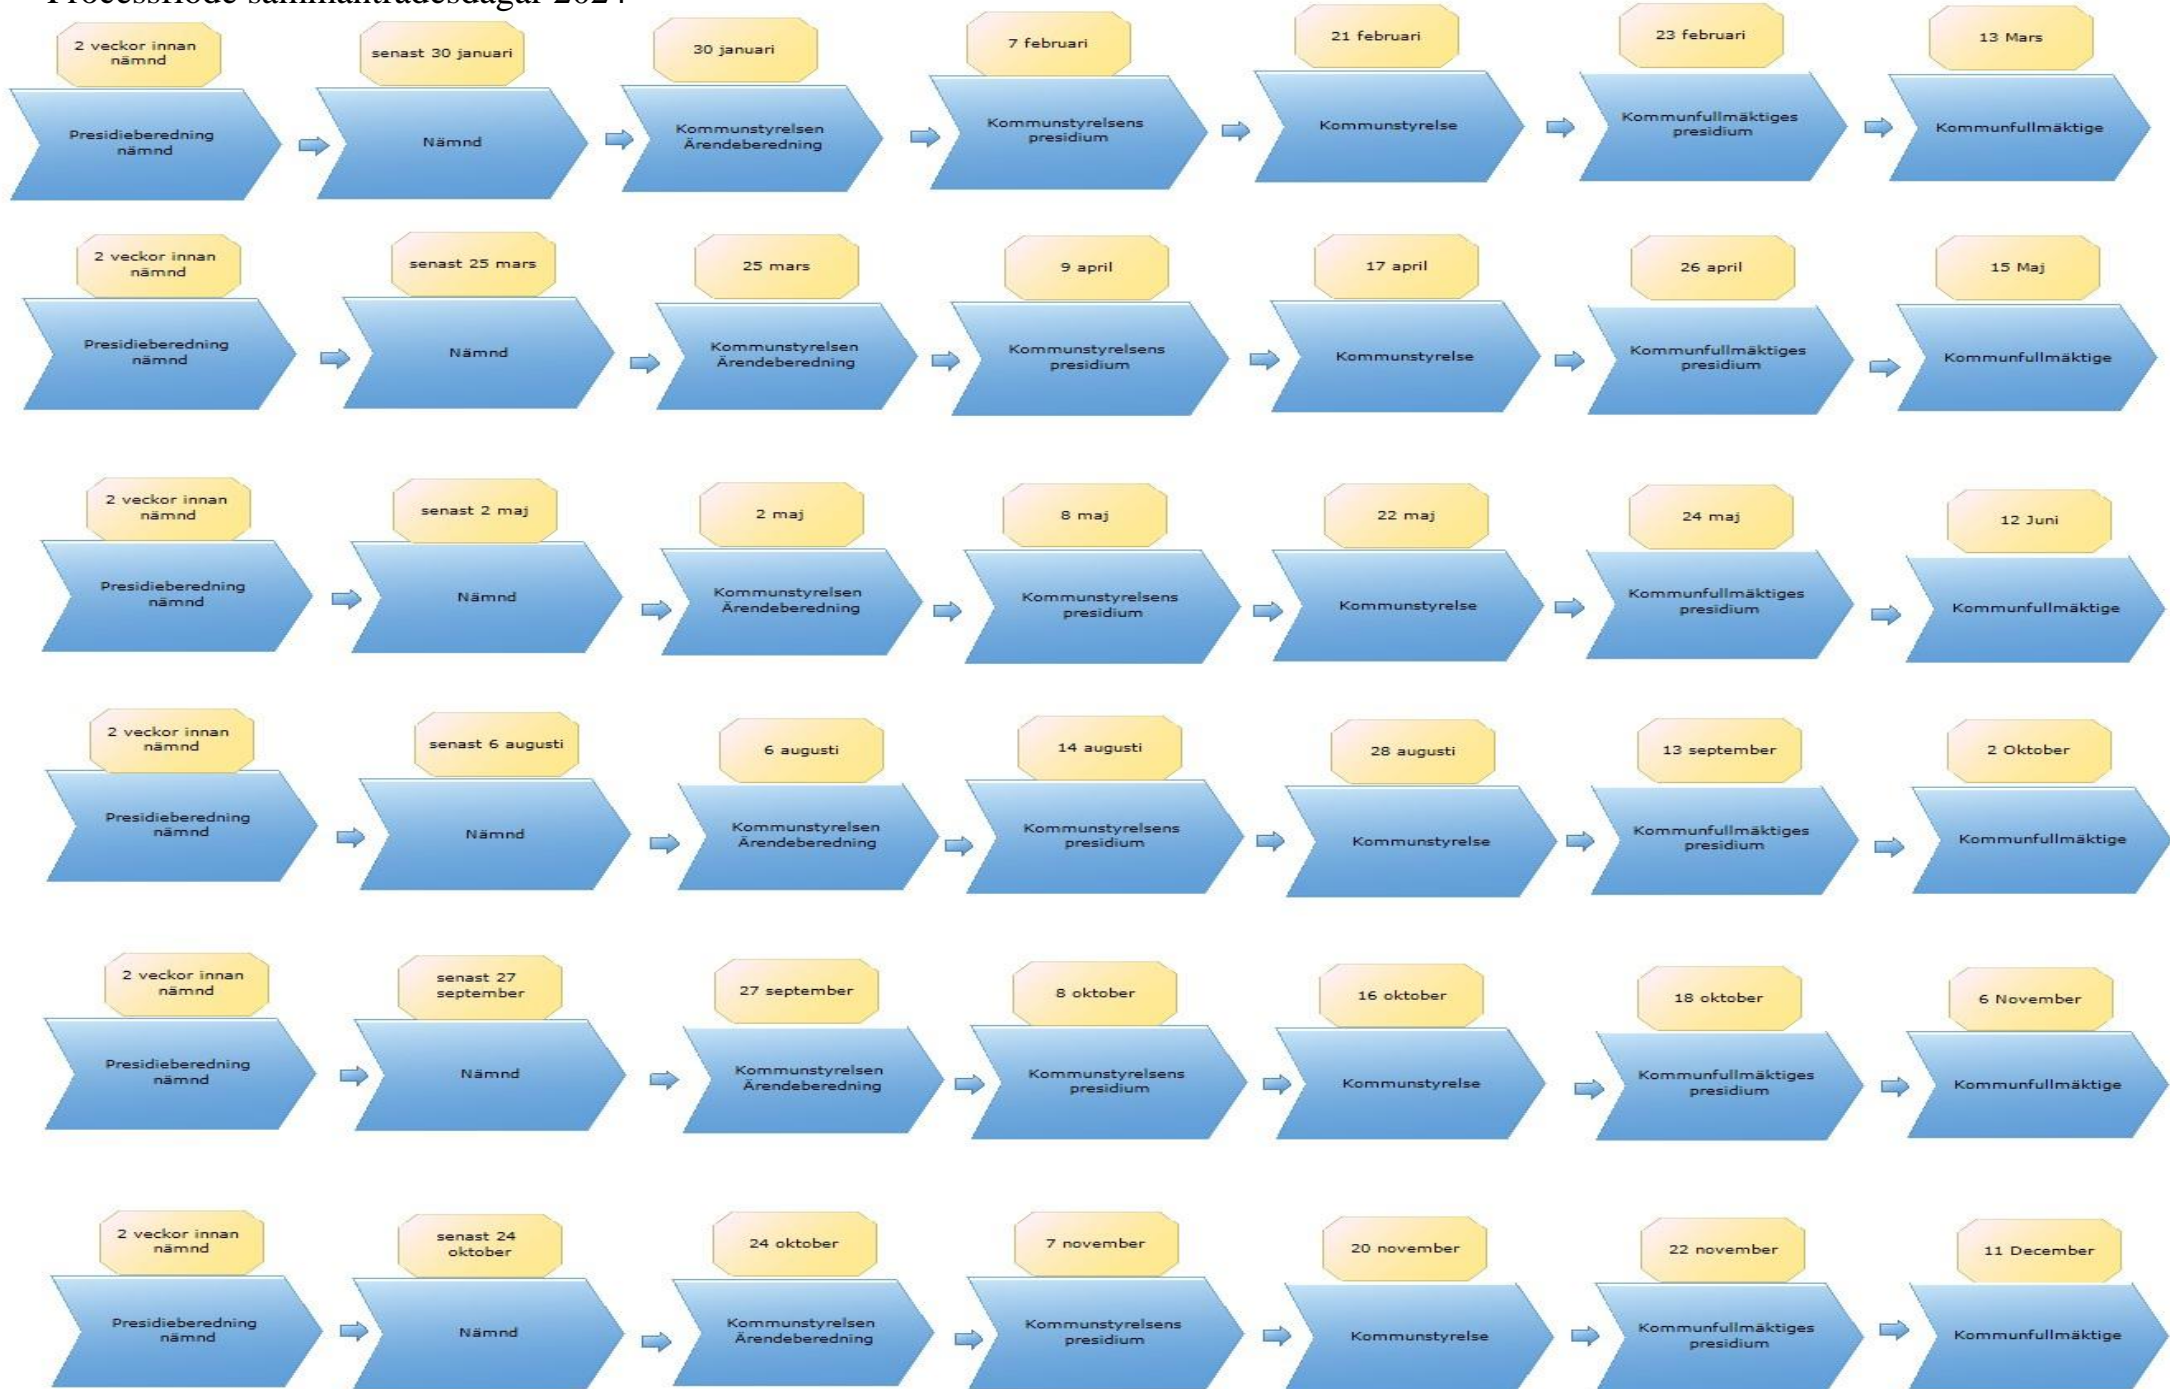 Processflöde sammanträdesdagar 2024
2 veckor innan
nämnd
senast 30 januari
30 januari
7 februari
21 februari
23 februari
13 Mars
Presidieberedning
nämnd
Nämnd
Kommunstyrelsen
Ärendeberedning
Kommunstyrelsens
presidium
Kommunstyrelse
Kommunfullmäktiges
presidium
Kommunfullmäktige
2 veckor innan
nämnd
senast 25 mars
25 mars
9 april
17 april
26 april
15 Maj
Presidieberedning
nämnd
Nämnd
Kommunstyrelsen
Ärendeberedning
Kommunstyrelsens
presidium
Kommunstyrelse
Kommunfullmäktiges
presidium
Kommunfullmäktige
2 veckor innan
nämnd
senast 2 maj
2 maj
8 maj
22 maj
24 maj
12 Juni
Presidieberedning
nämnd
Nämnd
Kommunstyrelsen
Ärendeberedning
Kommunstyrelsens
presidium
Kommunstyrelse
Kommunfullmäktiges
presidium
Kommunfullmäktige
2 veckor innan
nämnd
senast 6 augusti
6 augusti
14 augusti
28 augusti
13 september
2 Oktober
Presidieberedning
nämnd
Nämnd
Kommunstyrelsen
Ärendeberedning
Kommunstyrelsens
presidium
Kommunstyrelse
Kommunfullmäktiges
presidium
Kommunfullmäktige
2 veckor innan
nämnd
senast 27
september
27 september
8 oktober
16 oktober
18 oktober
6 November
Presidieberedning
nämnd
Nämnd
Kommunstyrelsen
Ärendeberedning
Kommunstyrelsens
presidium
Kommunstyrelse
Kommunfullmäktiges
presidium
Kommunfullmäktige
2 veckor innan
nämnd
senast 24
oktober
24 oktober
7 november
20 november
22 november
11 December
Presidieberedning
nämnd
Nämnd
Kommunstyrelsen
Ärendeberedning
Kommunstyrelsens
presidium
Kommunstyrelse
Kommunfullmäktiges
presidium
Kommunfullmäktige